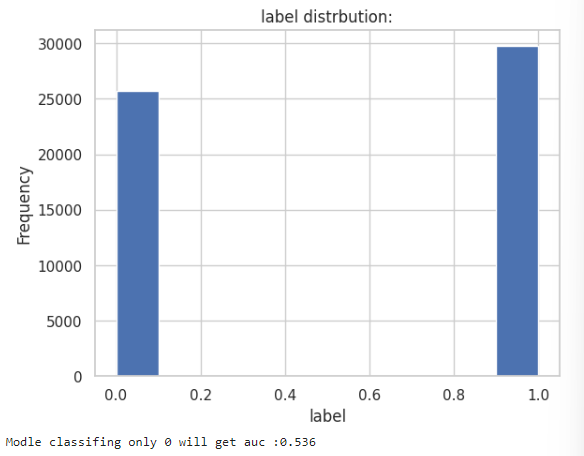 label distrbution:
30000
25000
20000
15000
10000
5000
0
Frequency
0.0 0.2 0.4 0.6 0.8 1.0
label
Modle classifing only 0 will get auc :0.536